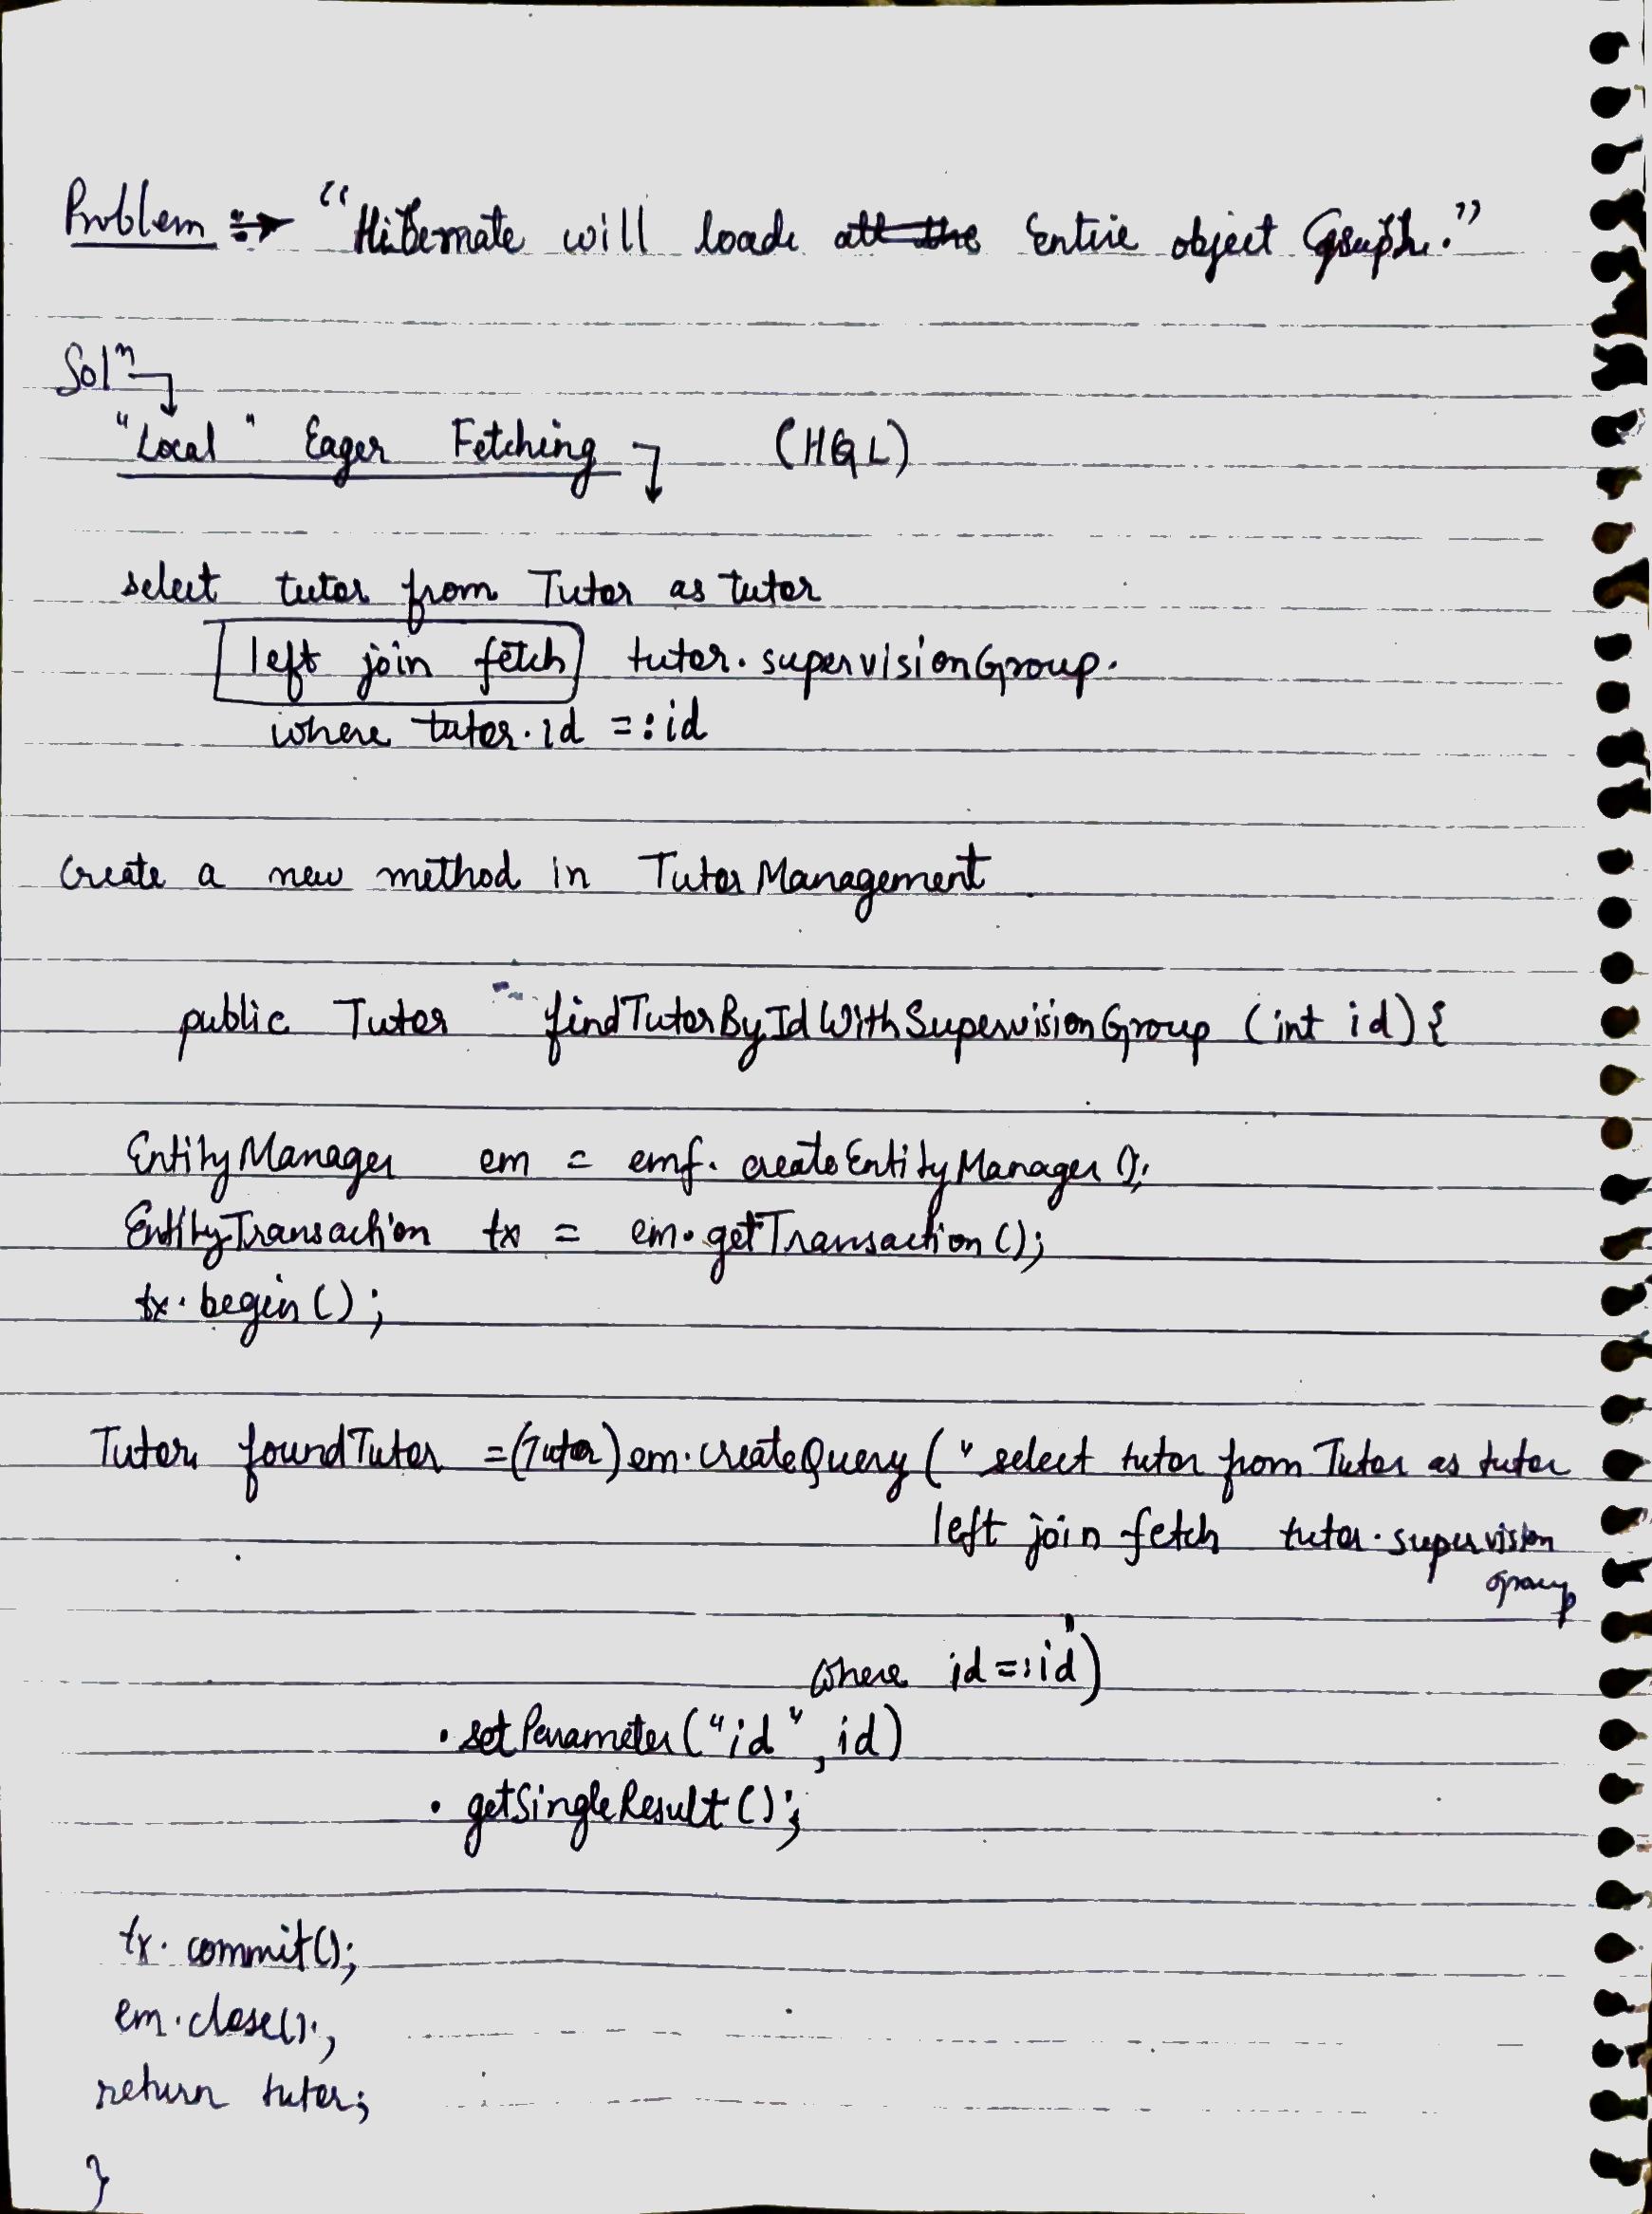 Problem ⇒ “Hibernate will load all the Entire object Graph.”
Solⁿ
"Local" Eager Fetching (HQL)
select tutor from Tutor as tutor
left join fetch tutor.supervisionGroup.
where tutor.id =:id
Create a new method in TutorManagement
public Tutor findTutorByIdWithSupervisionGroup (int id){
EntityManager em = emf.createEntityManager();
EntityTransaction tx = em.getTransaction();
tx.begin();
Tutor foundTutor =(Tutor)em.createQuery("select tutor from Tutor as tutor
left join fetch tutor.supervision
Group
where id=:id")
.setParameter("id",id)
.getSingleResult();
tx.commit();
em.close();
return tutor;
}